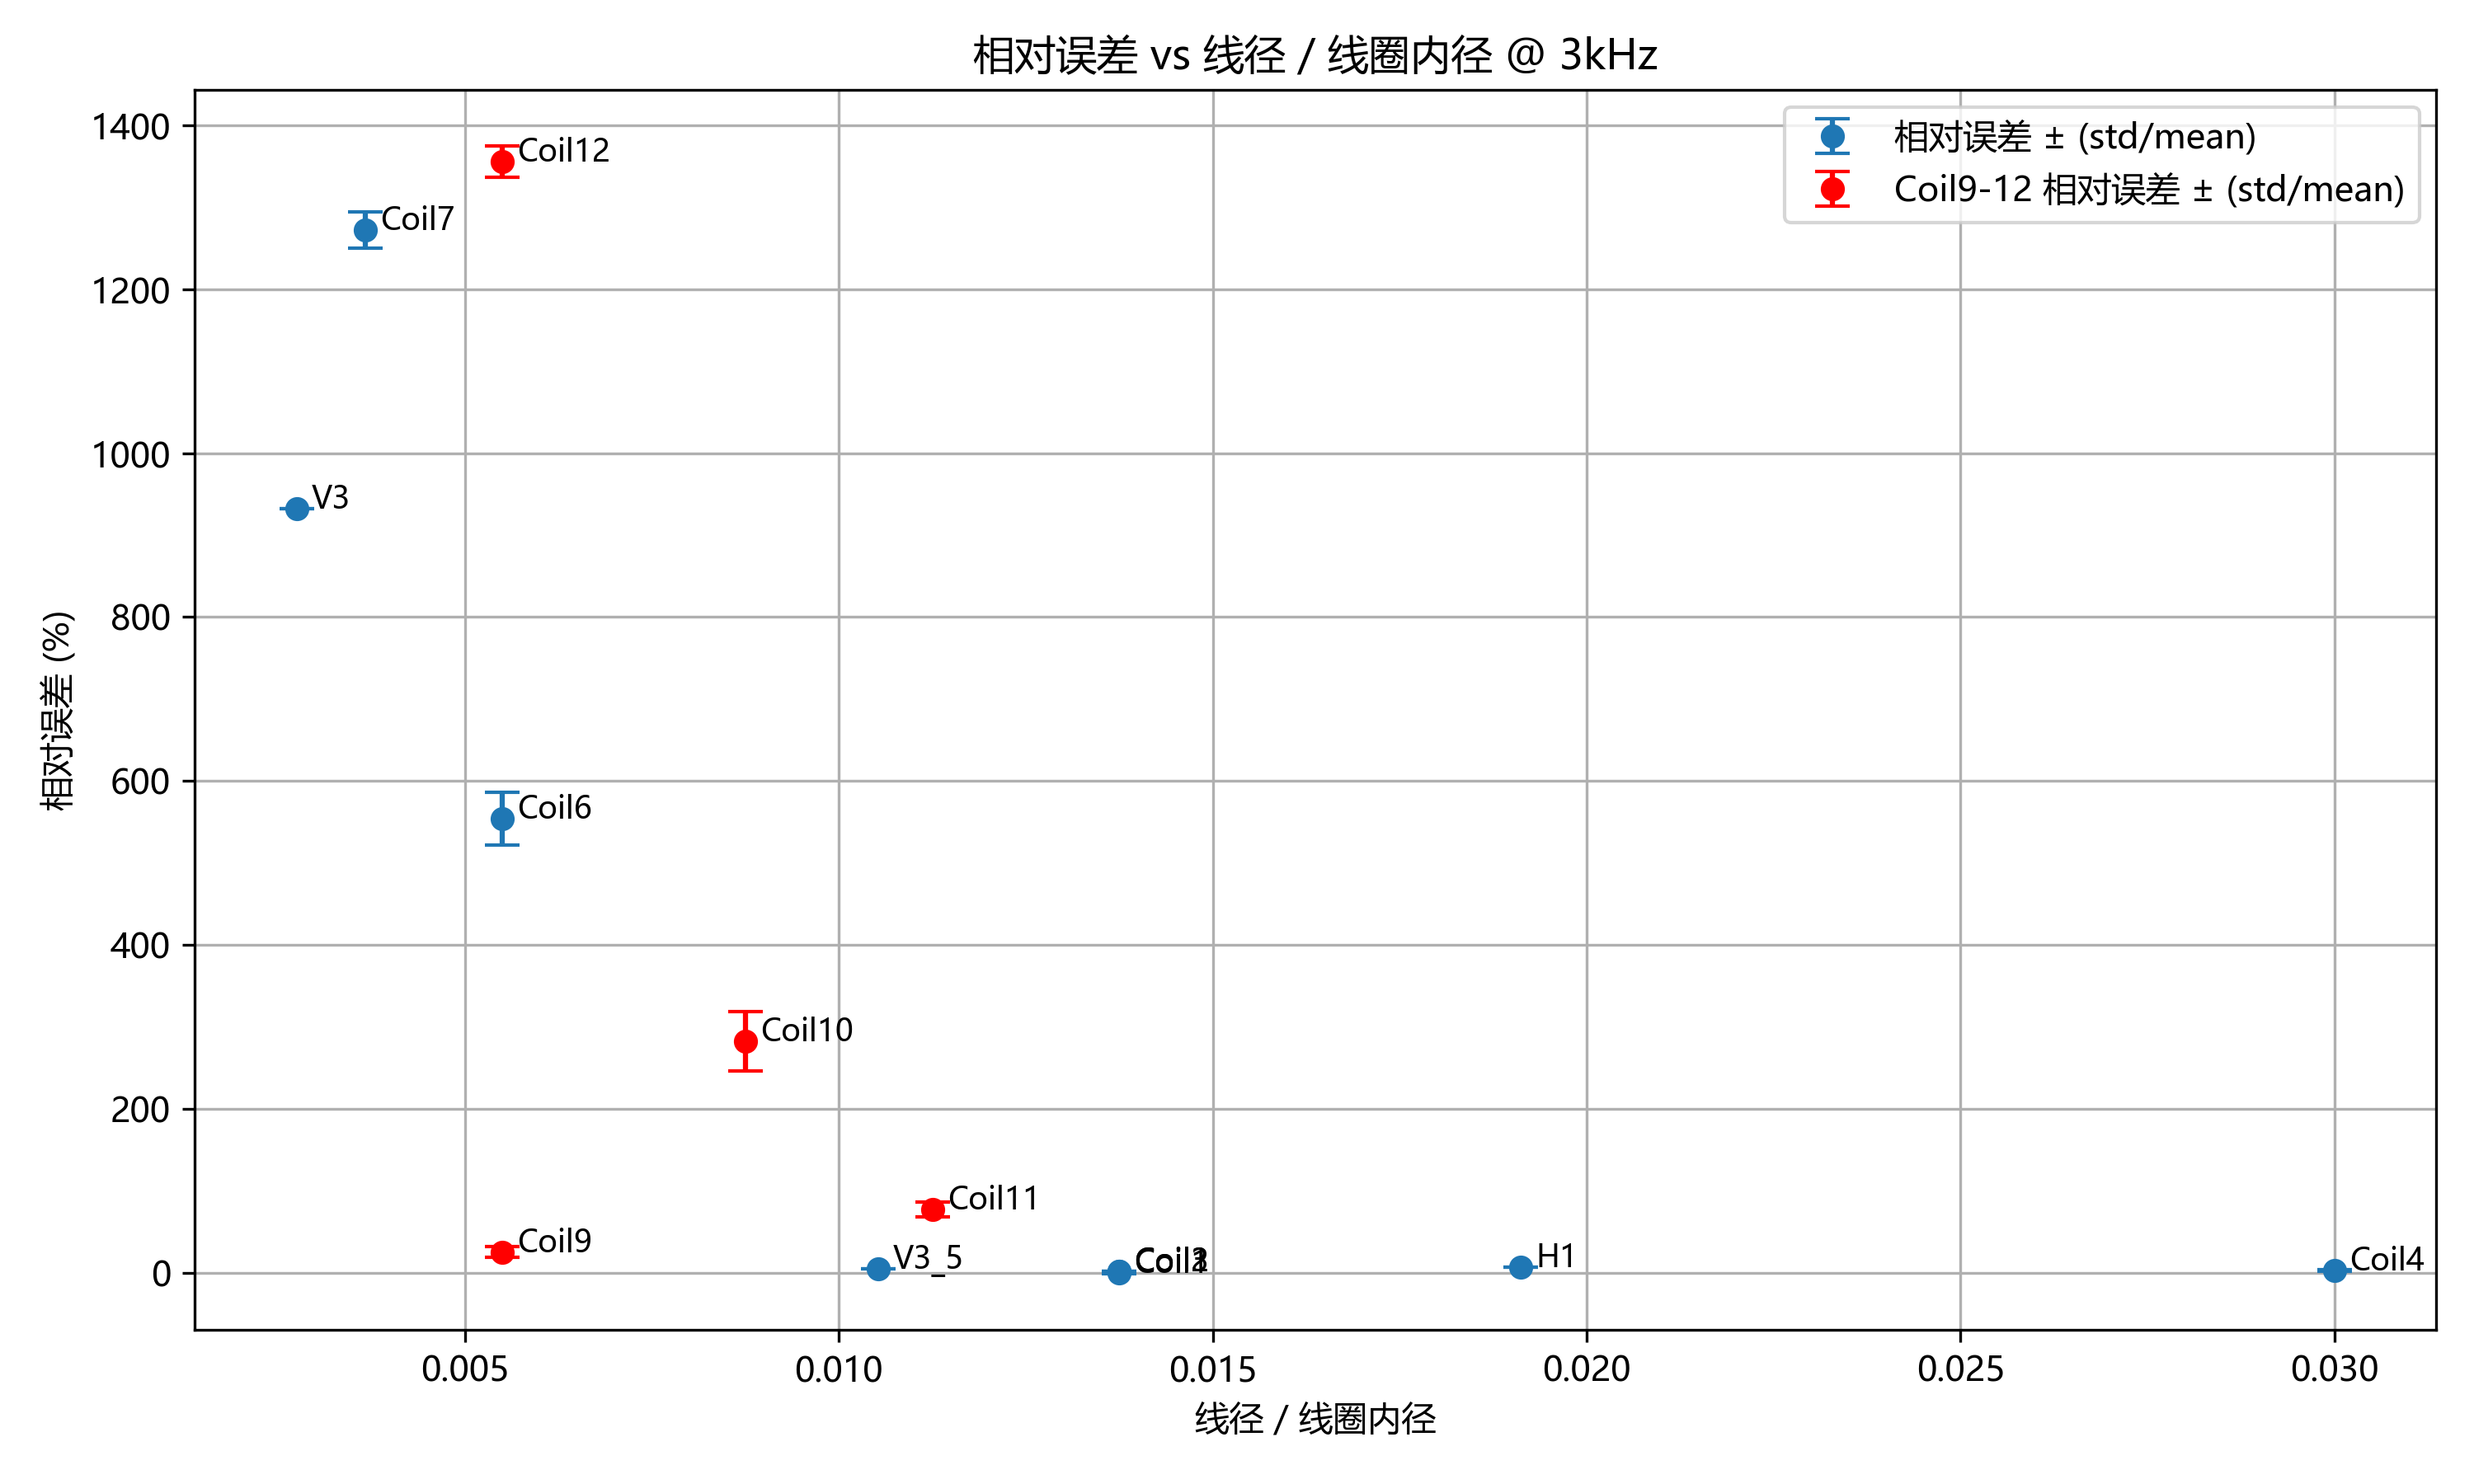 相对误差 vs 线径 / 线圈内径 @ 3kHz
相对误差 ± (std/mean)
Coil9-12 相对误差 ± (std/mean)
相对误差 (%)
1400
1200
1000
800
600
400
200
0
Coil12
Coil7
V3
Coil6
Coil10
Coil11
Coil9
V3_5
H1
Coil4
0.005
0.010
0.015
0.020
0.025
0.030
线径 / 线圈内径